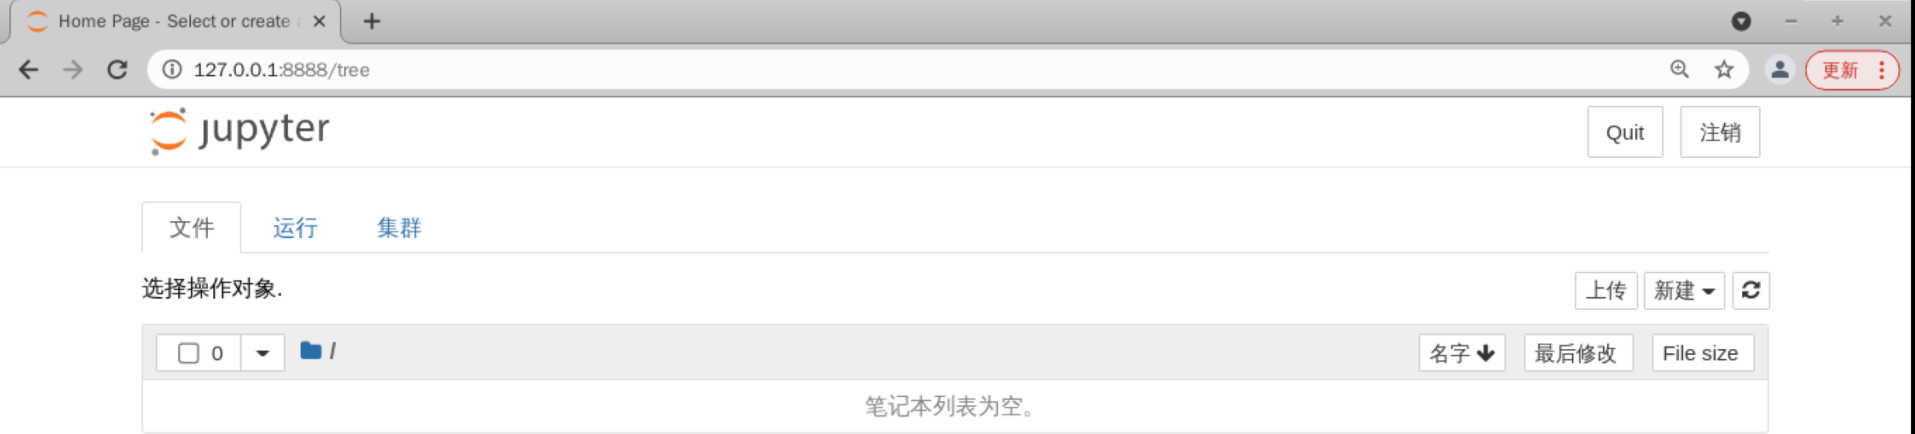 Home Page - Select or create
127.0.0.1:8888/tree
更新
jupyter
Quit
注销
文件
运行
集群
选择操作对象.
上传
新建
0
/
名字
最后修改
File size
笔记本列表为空。